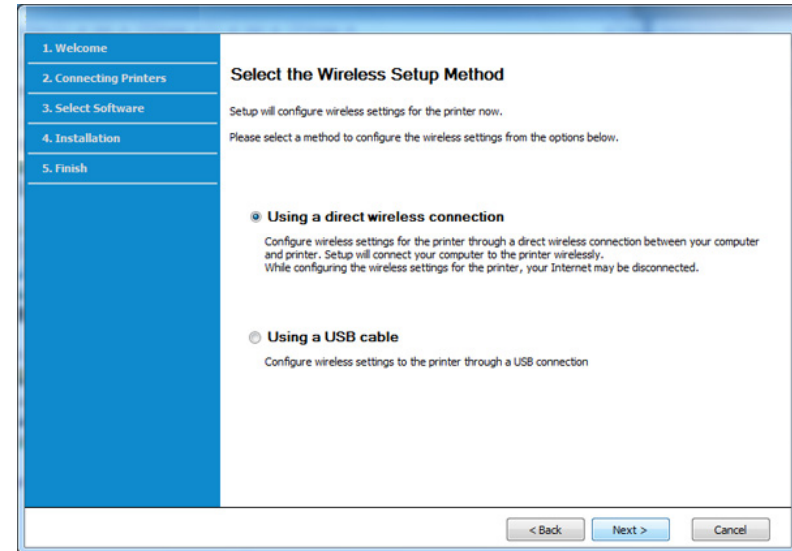 1. Welcome
2. Connecting Printers
3. Select Software
4. Installation
5. Finish
Select the Wireless Setup Method
Setup will configure wireless settings for the printer now.
Please select a method to configure the wireless settings from the options below.
Using a direct wireless connection
Configure wireless settings for the printer through a direct wireless connection between your computer
and printer. Setup will connect your computer to the printer wirelessly.
While configuring the wireless settings for the printer, your Internet may be disconnected.
Using a USB cable
Configure wireless settings to the printer through a USB connection
< Back
Next >
Cancel